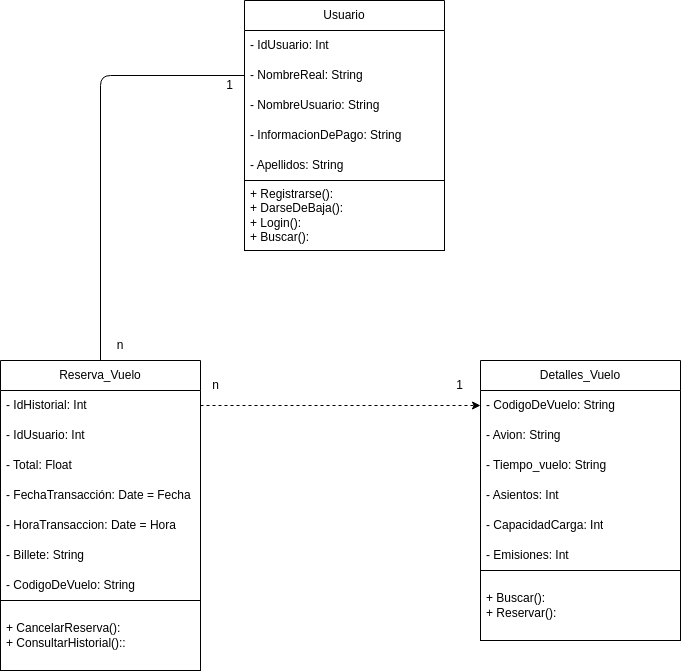 Usuario
- IdUsuario: Int
- NombreReal: String
- NombreUsuario: String
- InformacionDePago: String
- Apellidos: String
+ Registrarse():
+ DarseDeBaja():
+ Login():
+ Buscar():
1
n
Reserva_Vuelo
- IdHistorial: Int
- IdUsuario: Int
- Total: Float
- FechaTransacción: Date = Fecha
- HoraTransaccion: Date = Hora
- Billete: String
- CodigoDeVuelo: String
+ CancelarReserva():
+ ConsultarHistorial()::
n
1
Detalles_Vuelo
- CodigoDeVuelo: String
- Avion: String
- Tiempo_vuelo: String
- Asientos: Int
- CapacidadCarga: Int
- Emisiones: Int
+ Buscar():
+ Reservar():